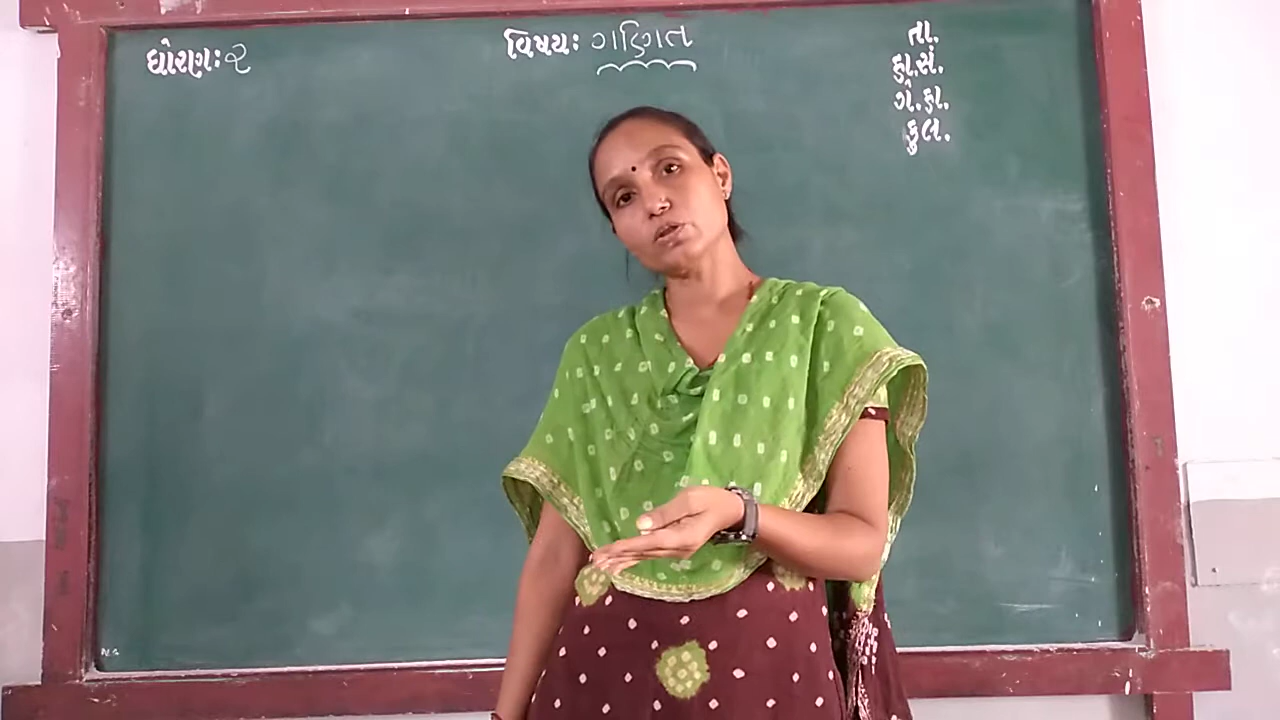 ધોરણઃ ૨
વિષયઃ ગણિત
તા.
હા.સં.
ગે.હા.
કુલ.